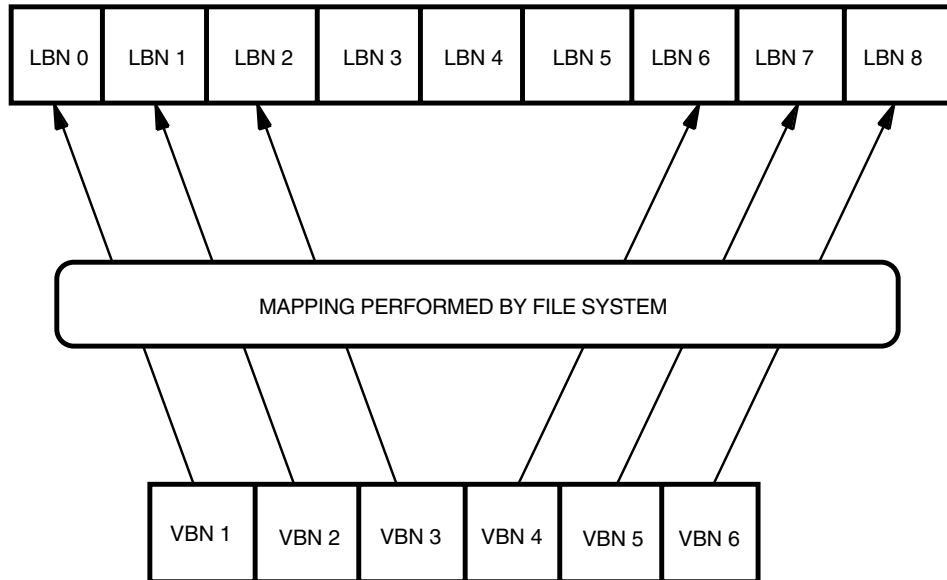 LBN 0 LBN 1 LBN 2 LBN 3 LBN 4 LBN 5 LBN 6 LBN 7 LBN 8
MAPPING PERFORMED BY FILE SYSTEM
VBN 1 VBN 2 VBN 3 VBN 4 VBN 5 VBN 6